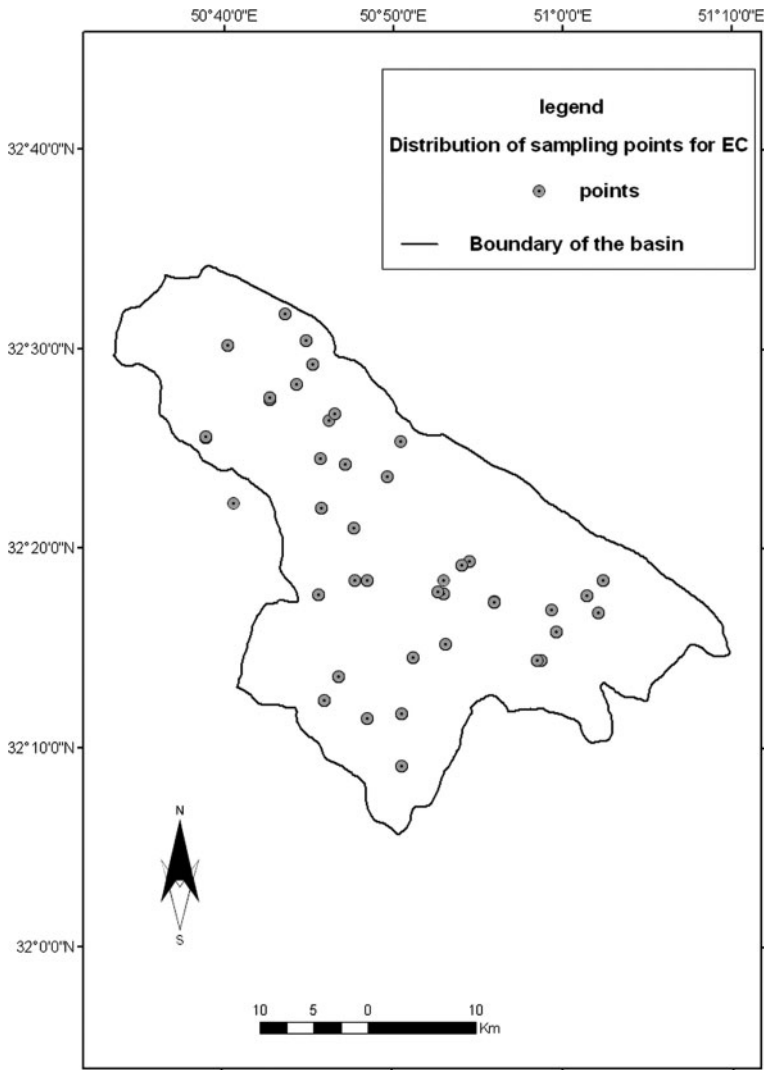 50°40'0"E 50°50'0"E 51°0'0"E 51°10'0"E
legend
Distribution of sampling points for EC
points
Boundary of the basin
32°40'0"N
32°30'0"N
32°20'0"N
32°10'0"N
32°0'0"N
N
S
10 5 0 10
Km